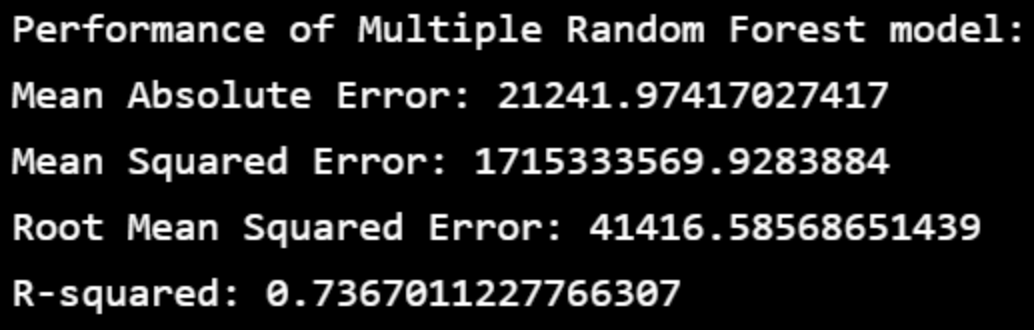 Performance of Multiple Random Forest model:
Mean Absolute Error: 21241.97417027417
Mean Squared Error: 1715333569.9283884
Root Mean Squared Error: 41416.58568651439
R-squared: 0.7367011227766307